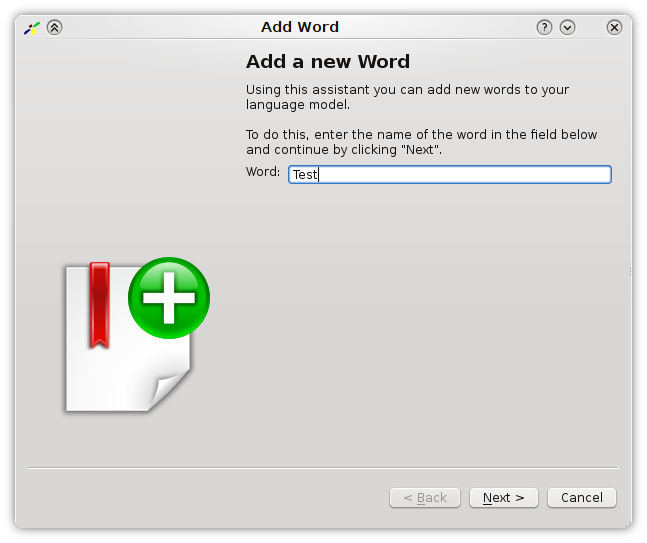 Add Word
?
Add a new Word
Using this assistant you can add new words to your
language model.
To do this, enter the name of the word in the field below
and continue by clicking "Next".
Word: Test
< Back Next > Cancel